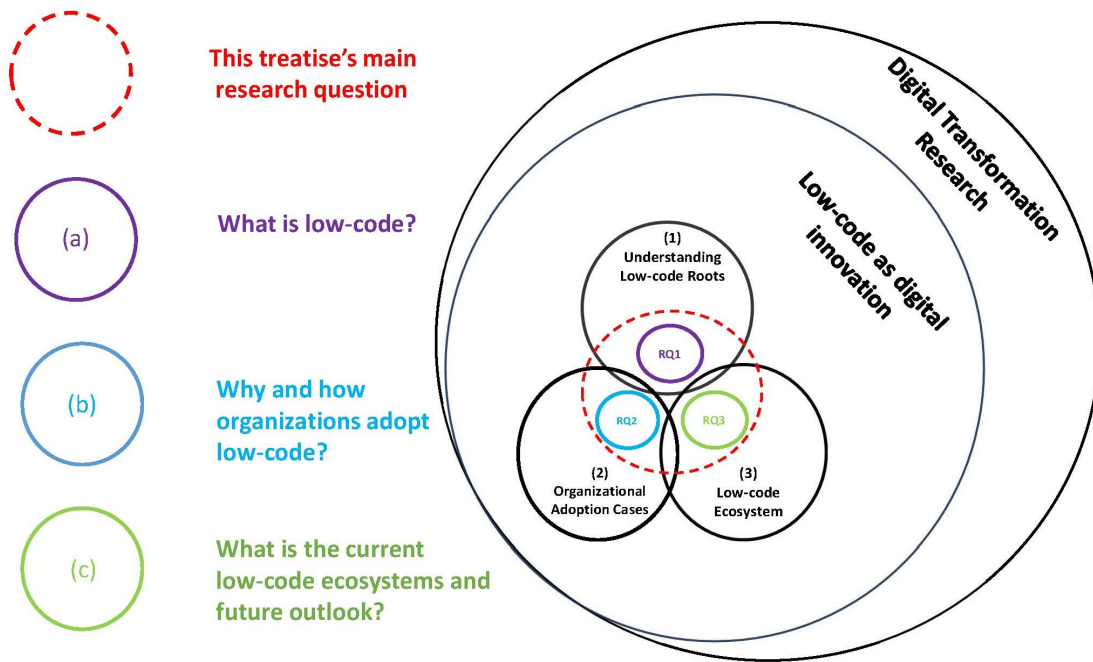 This treatise's main
research question
(a)
What is low-code?
(b)
Why and how
organizations adopt
low-code?
(c)
What is the current
low-code ecosystems and
future outlook?
Digital Transformation
Research
Low-code as digital
innovation
(1)
Understanding
Low-code Roots
RQ1
RQ2
RQ3
(2)
Organizational
Adoption Cases
(3)
Low-code
Ecosystem